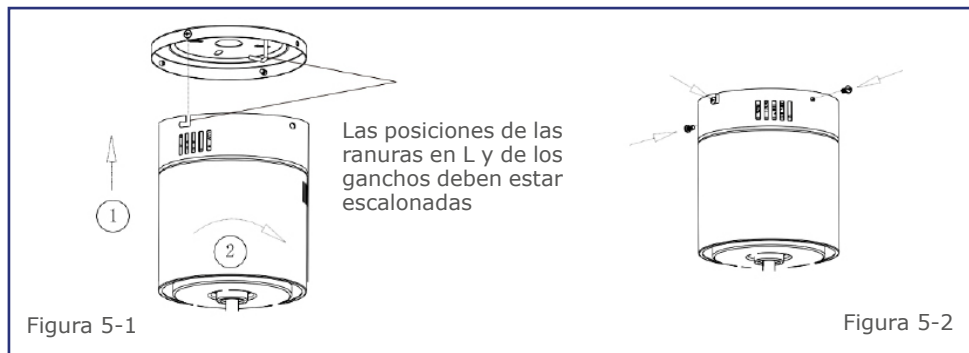 Las posiciones de las
ranuras en L y de los
ganchos deben estar
escalonadas
1
2
Figura 5-1
Figura 5-2